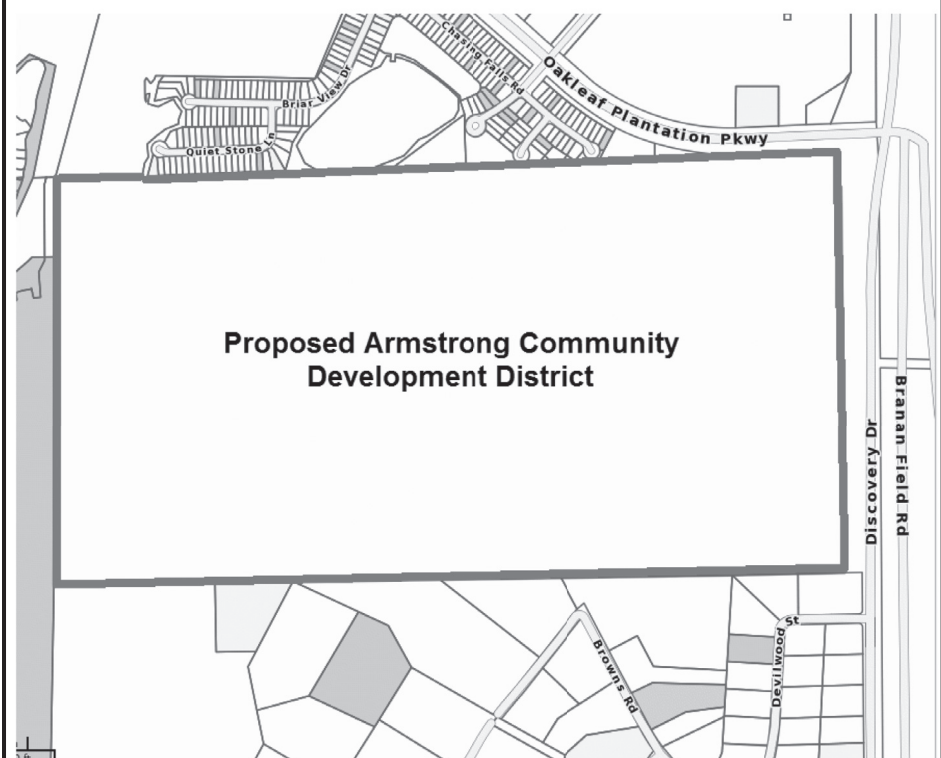 Chasing Falls Rd
Oakleaf Plantation Pkwy
Briar View Dr
Quiet Stone Ln
Proposed Armstrong Community
Development District
Discovery Dr
Branan Field Rd
Browns Rd
Devilwood St